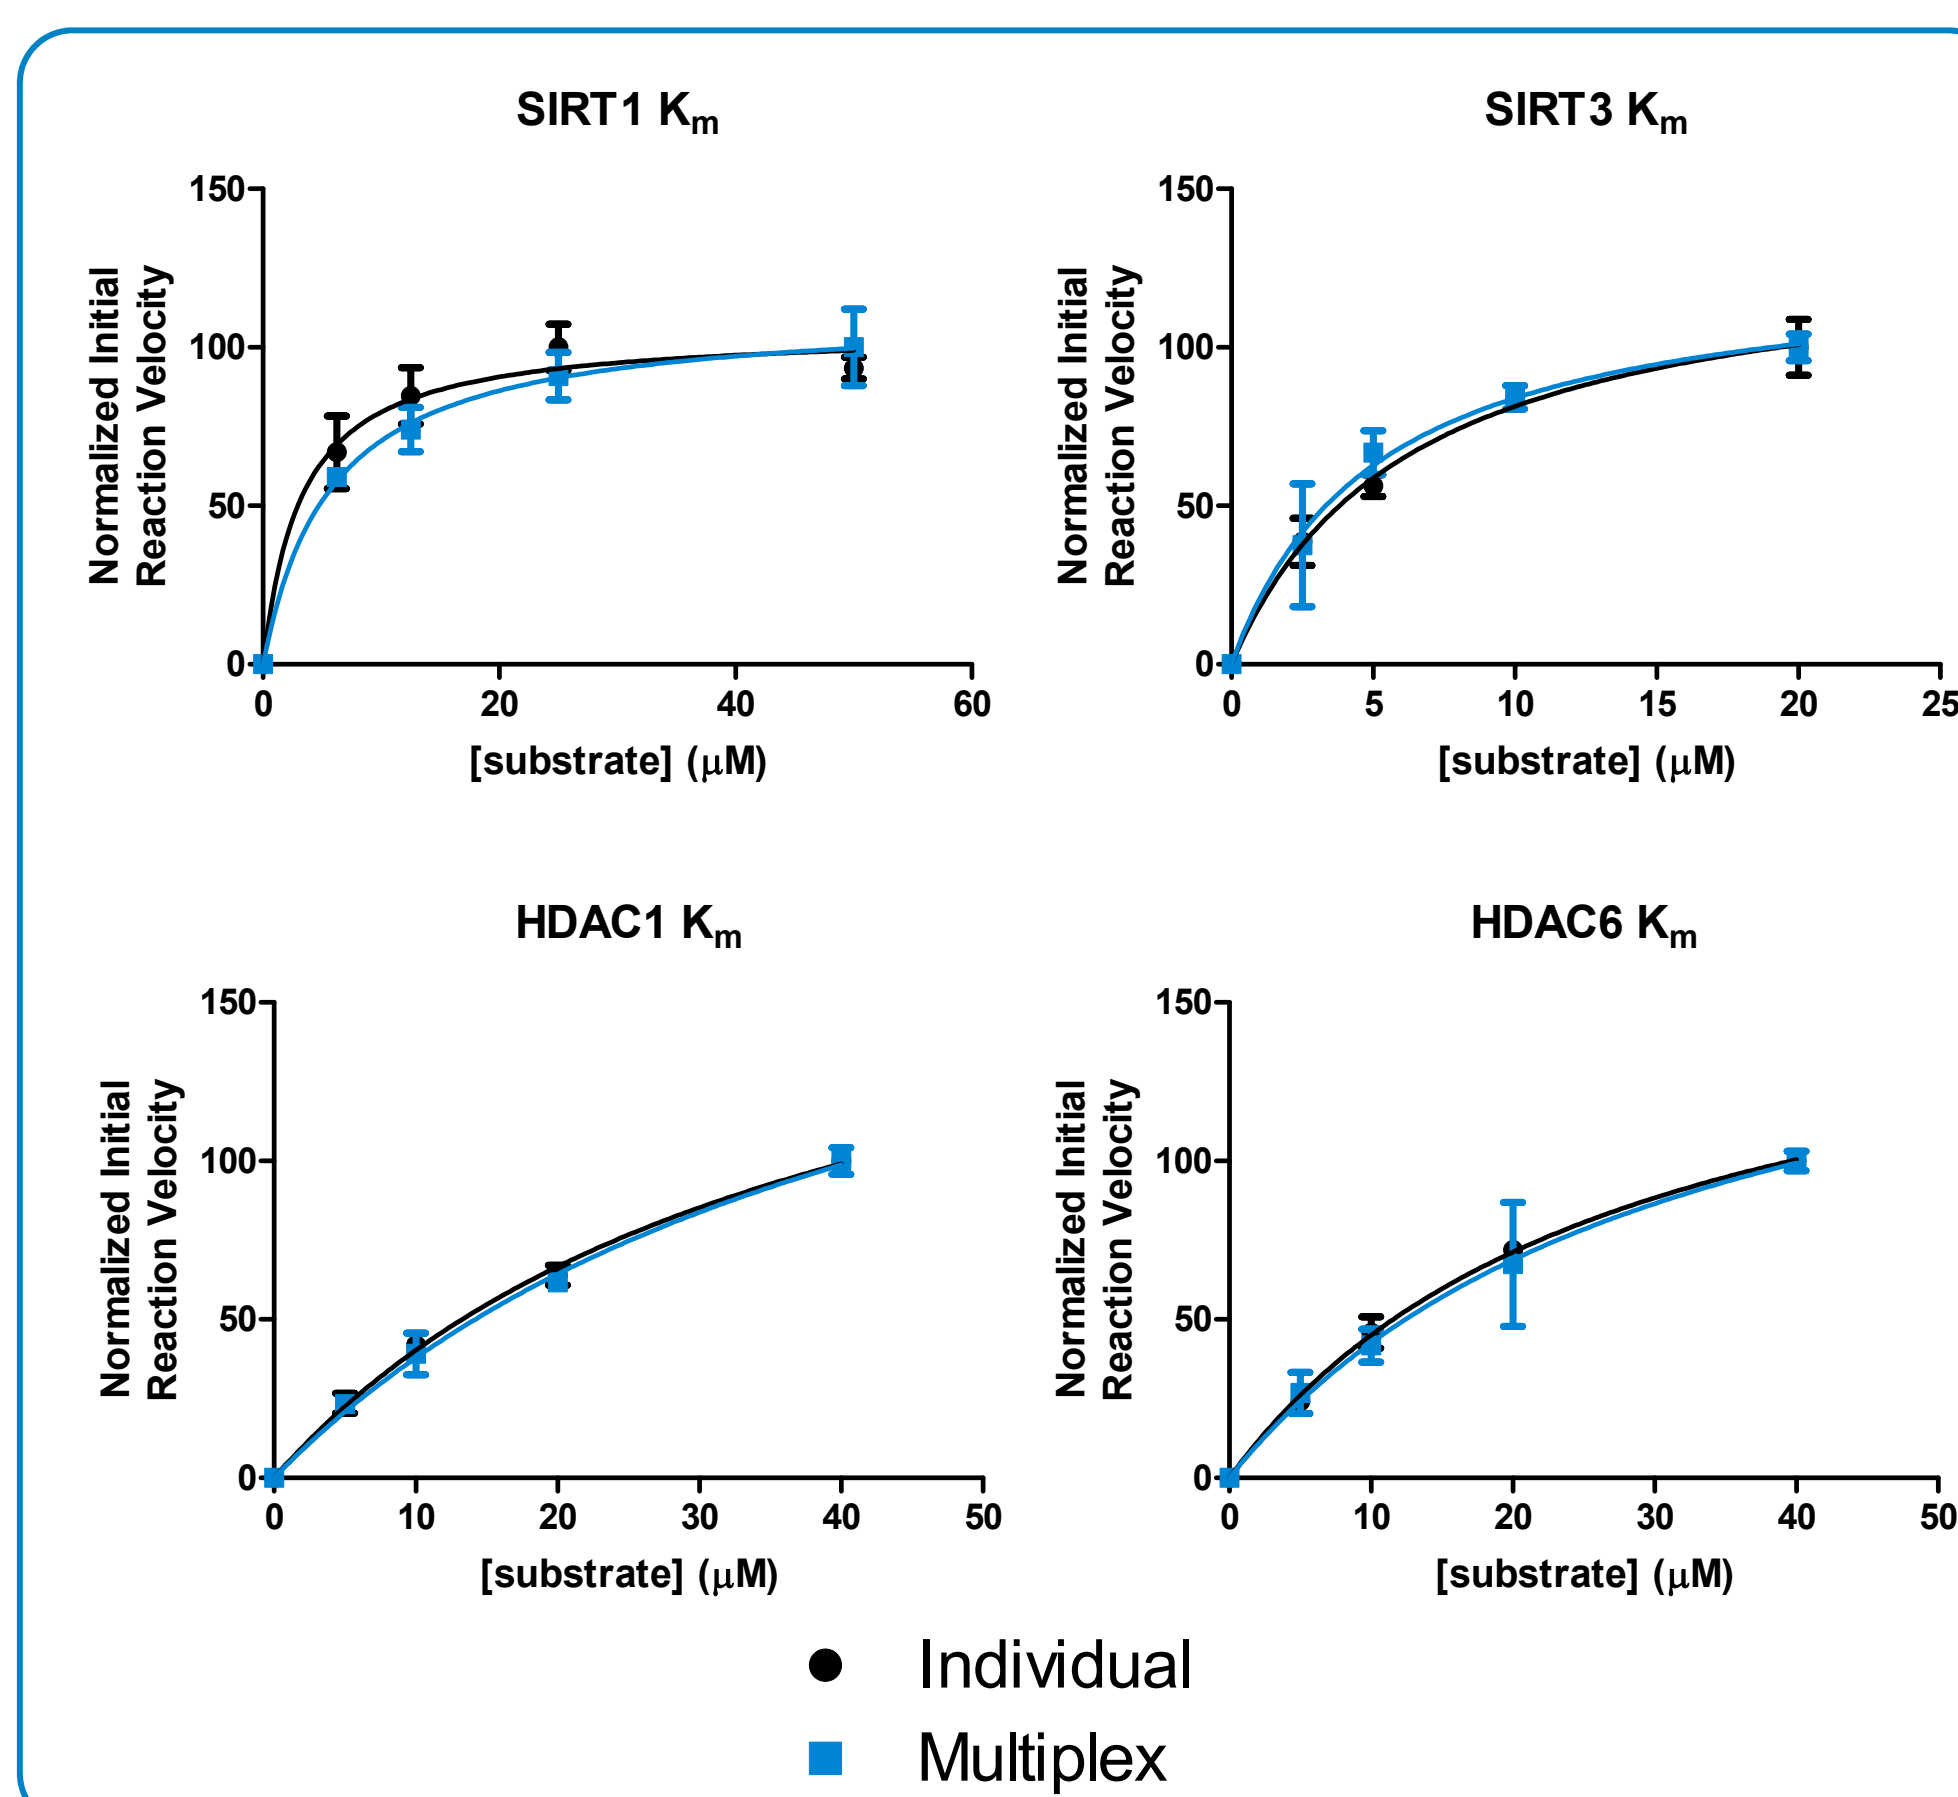 SIRT1 Km
Normalized Initial
Reaction Velocity
150
100
50
0
0 20 40 60
[substrate] (μM)
SIRT3 Km
Normalized Initial
Reaction Velocity
150
100
50
0
0 5 10 15 20 25
[substrate] (μM)
HDAC1 Km
Normalized Initial
Reaction Velocity
150
100
50
0
0 10 20 30 40 50
[substrate] (μM)
HDAC6 Km
Normalized Initial
Reaction Velocity
150
100
50
0
0 10 20 30 40 50
[substrate] (μM)
Individual
Multiplex